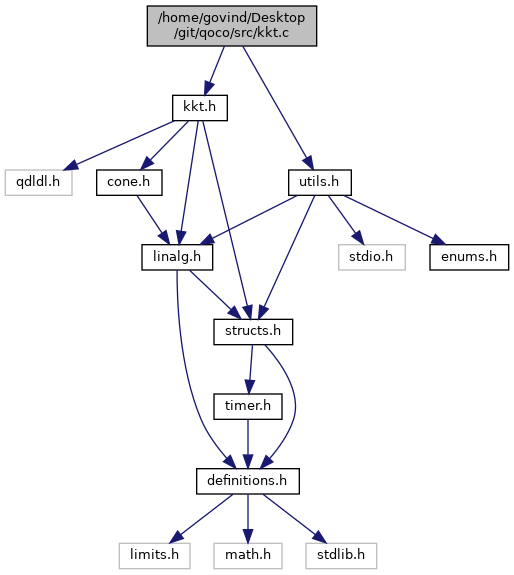 /home/govind/Desktop
/git/qoco/src/kkt.c
kkt.h
qdldl.h
cone.h
utils.h
linalg.h
stdio.h
enums.h
structs.h
timer.h
definitions.h
limits.h
math.h
stdlib.h